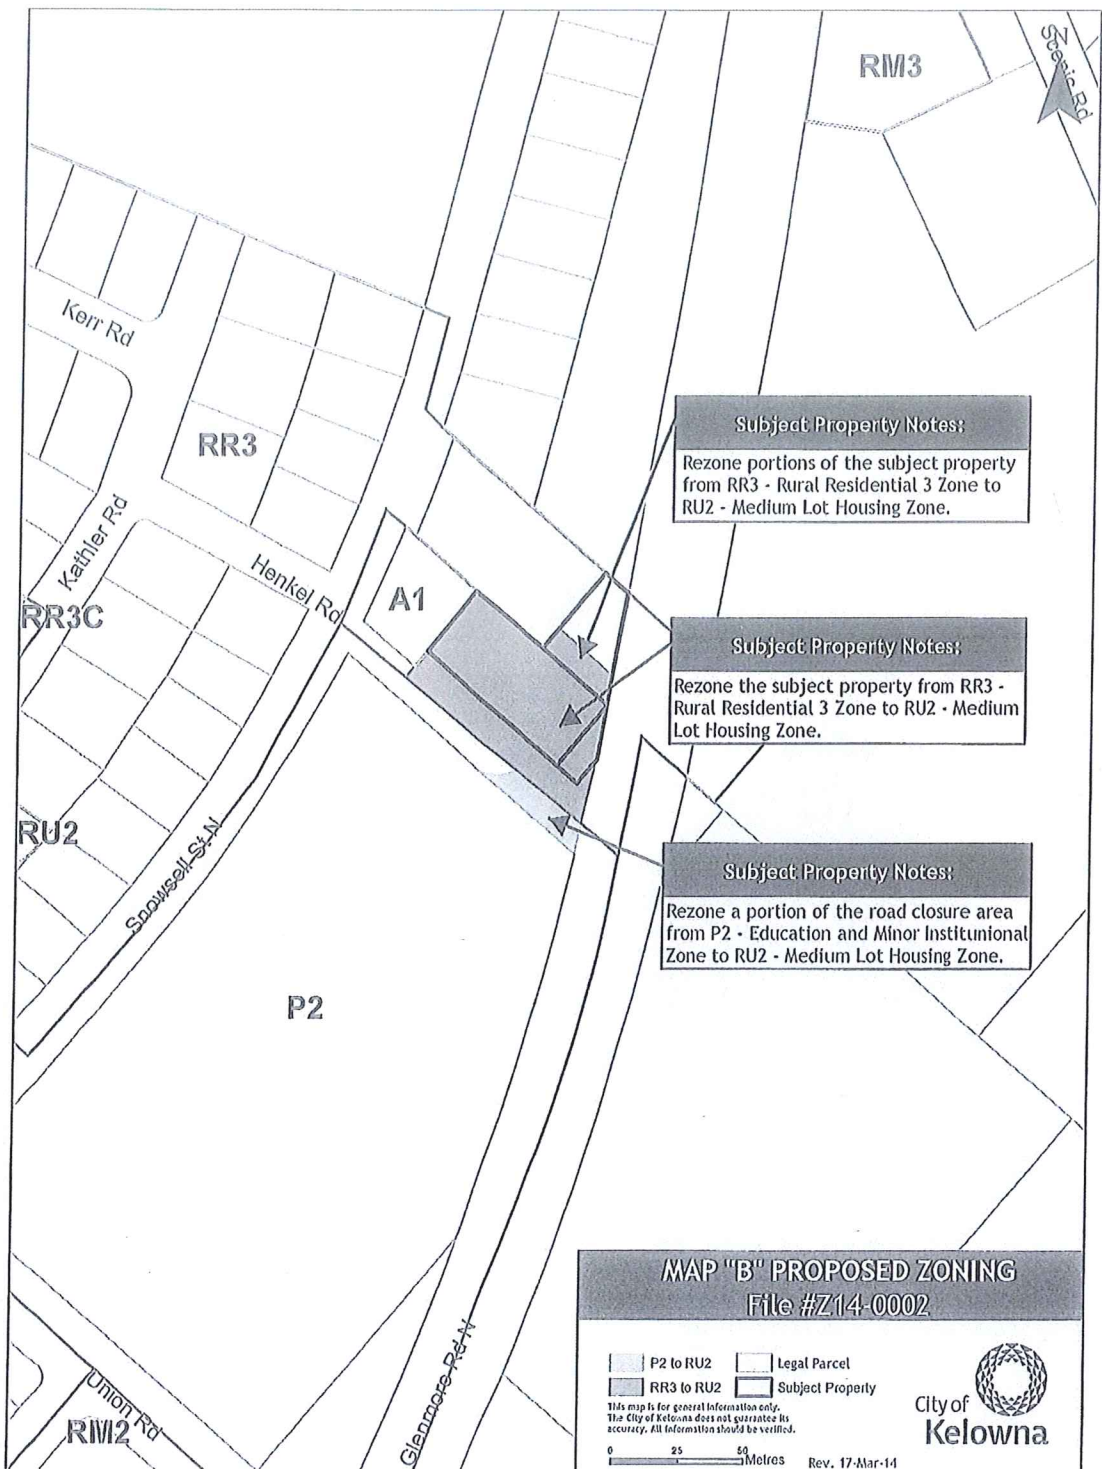 RM3
Scenic Rd
N
Kerr Rd
RR3
Kathler Rd
Henkel Rd
A1
RR3C
RU2
Snowsell St N
P2
Glenmore Rd N
Union Rd
RM2
Subject Property Notes:
Rezone portions of the subject property
from RR3 - Rural Residential 3 Zone to
RU2 - Medium Lot Housing Zone.
Subject Property Notes:
Rezone the subject property from RR3 -
Rural Residential 3 Zone to RU2 - Medium
Lot Housing Zone.
Subject Property Notes:
Rezone a portion of the road closure area
from P2 - Education and Minor Institunional
Zone to RU2 - Medium Lot Housing Zone.
MAP "B" PROPOSED ZONING
File #Z14-0002
P2 to RU2
Legal Parcel
RR3 to RU2
Subject Property
This map is for general information only.
The City of Kelowna does not guarantee its
accuracy. All information should be verified.
0 25 50
Metres
Rev. 17-Mar-14
City of
Kelowna